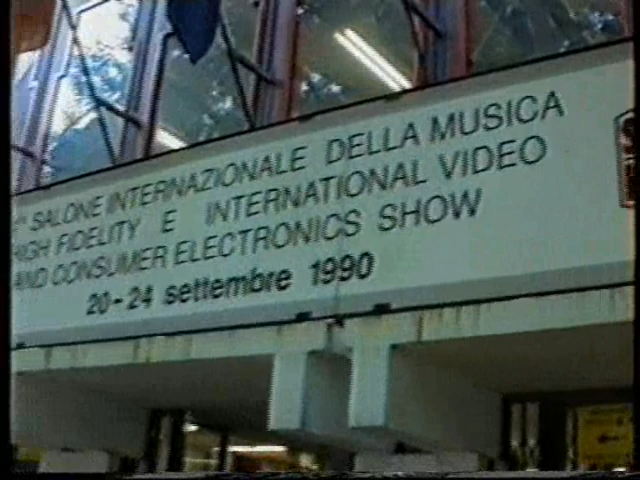 SALONE INTERNAZIONALE DELLA MUSICA
HIGH FIDELITY E INTERNATIONAL VIDEO
AND CONSUMER ELECTRONICS SHOW
20-24 settembre 1990